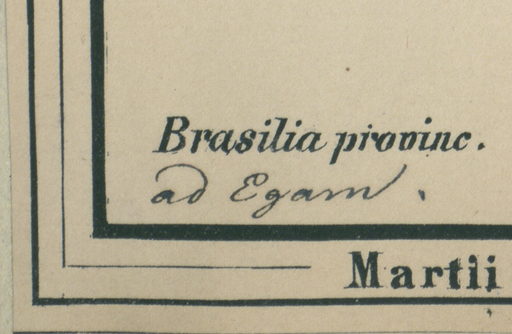 Brasilia provinc.
ad Egam.
Martii